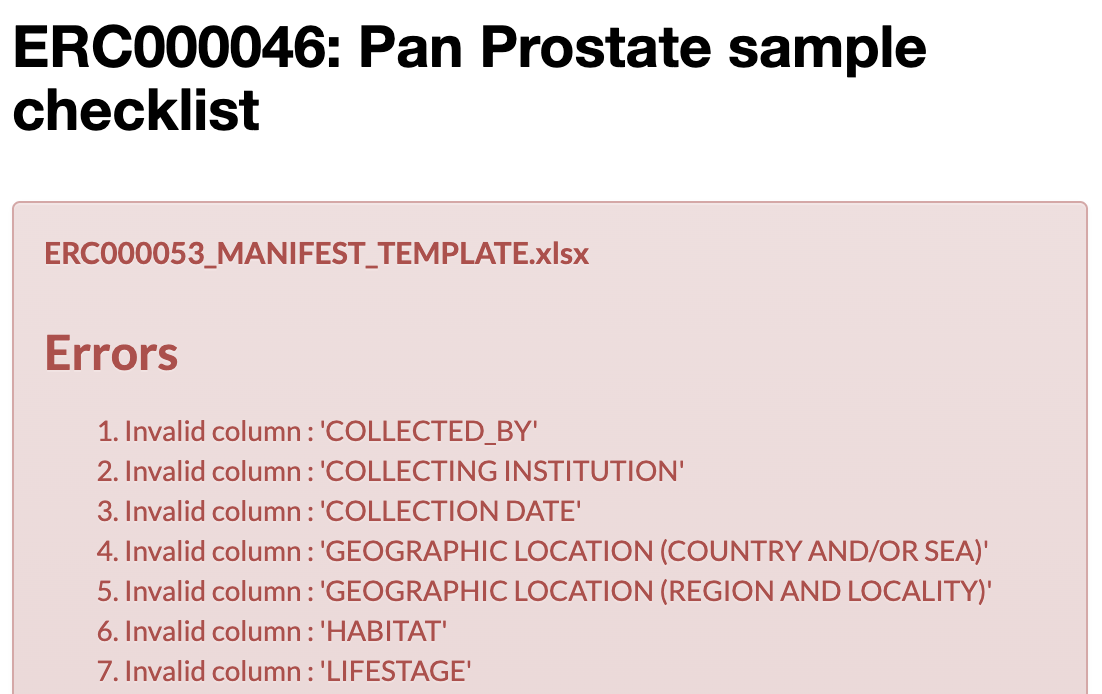 ERC000046: Pan Prostate sample
checklist
ERC000053_MANIFEST_TEMPLATE.xlsx
Errors
1. Invalid column : 'COLLECTED_BY'
2. Invalid column : 'COLLECTING INSTITUTION'
3. Invalid column : 'COLLECTION DATE'
4. Invalid column : 'GEOGRAPHIC LOCATION (COUNTRY AND/OR SEA)'
5. Invalid column : 'GEOGRAPHIC LOCATION (REGION AND LOCALITY)'
6. Invalid column : 'HABITAT'
7. Invalid column : 'LIFESTAGE'